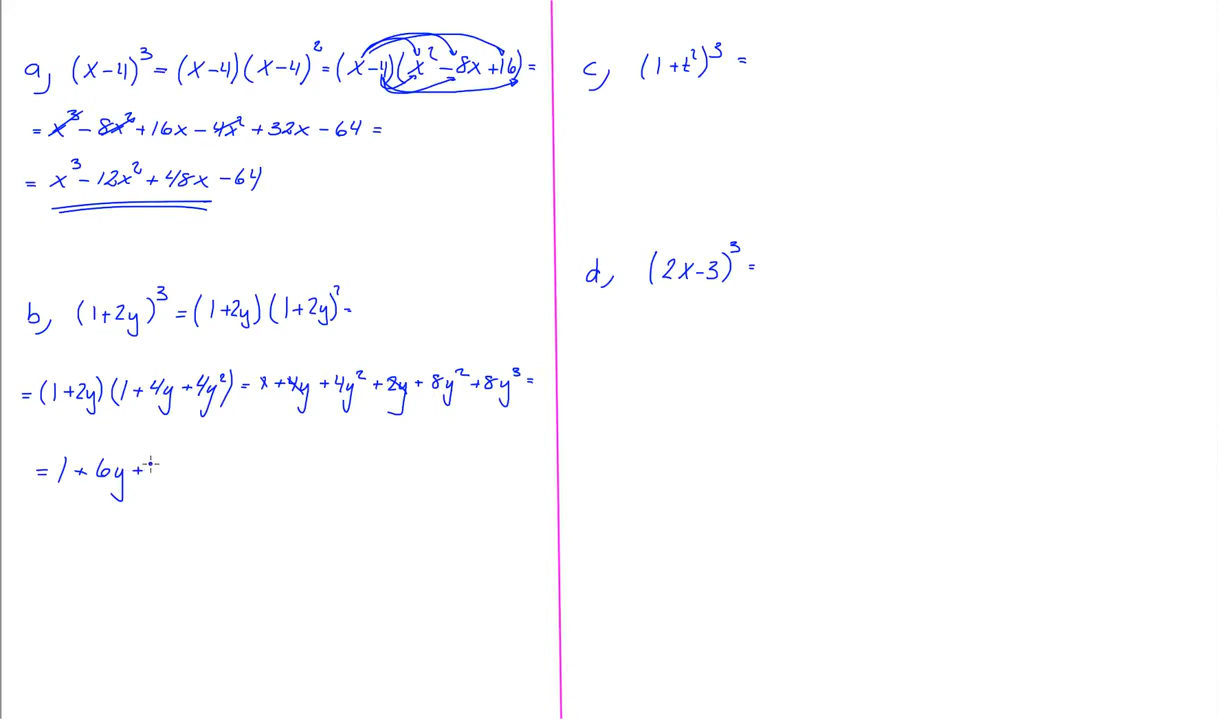 a, (x-4)³ = (x-4)(x-4)² = (x-4)(x²-8x+16) =
= x³ - 8x² + 16x - 4x² + 32x - 64 =
= x³ - 12x² + 48x - 64
b, (1+2y)³ = (1+2y)(1+2y)² =
= (1+2y)(1+4y+4y²) = 1 + 4y + 4y² + 2y + 8y² + 8y³ =
= 1 + 6y +
c, (1+t²)³ =
d, (2x-3)³ =